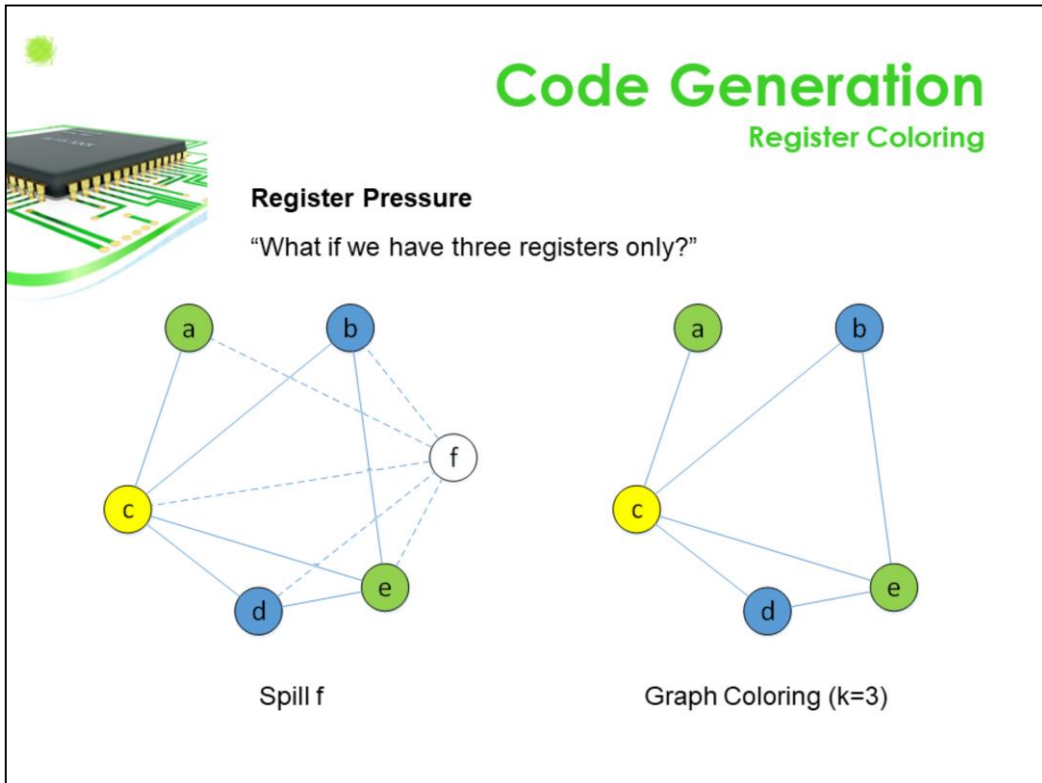 Code Generation
Register Coloring
Register Pressure
“What if we have three registers only?”
a
b
f
c
e
d
Spill f
a
b
c
e
d
Graph Coloring (k=3)